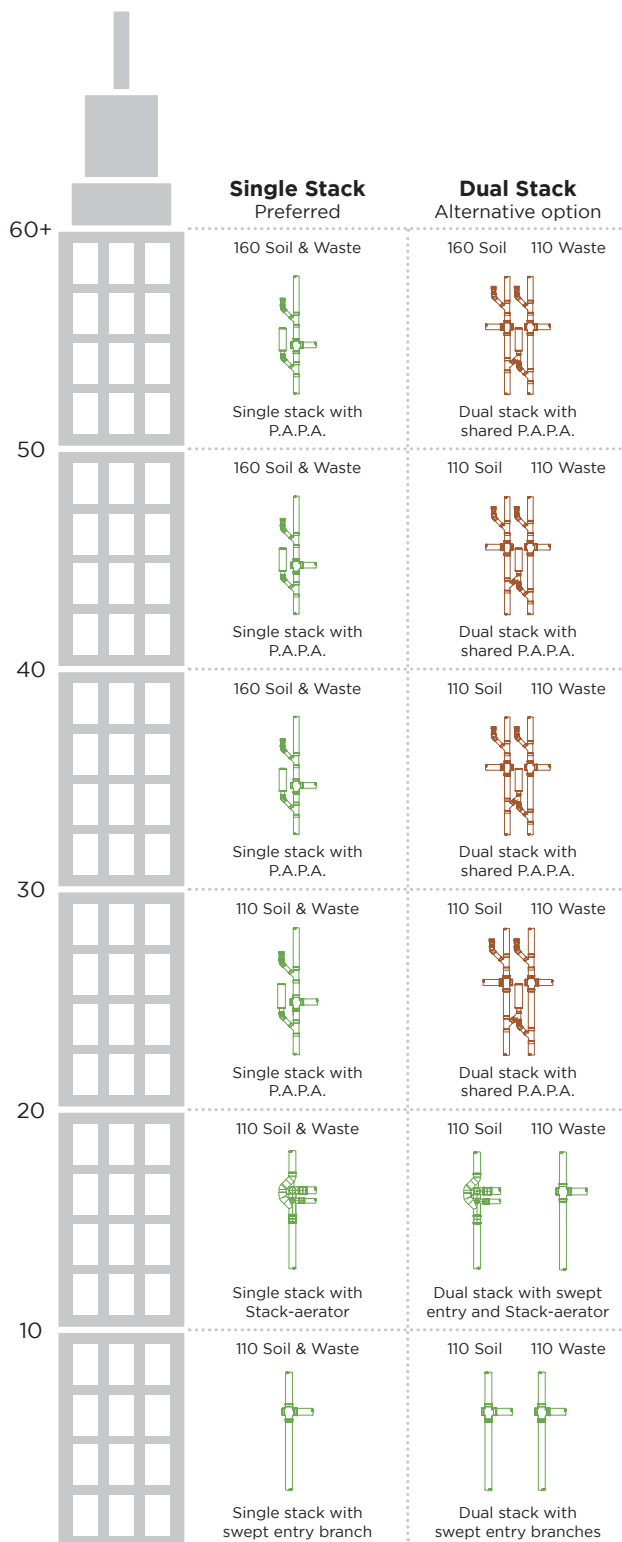 Single Stack
Preferred
Dual Stack
Alternative option
60+
160 Soil & Waste
160 Soil 110 Waste
Single stack with
P.A.P.A.
Dual stack with
shared P.A.P.A.
50
160 Soil & Waste
110 Soil 110 Waste
Single stack with
P.A.P.A.
Dual stack with
shared P.A.P.A.
40
160 Soil & Waste
110 Soil 110 Waste
Single stack with
P.A.P.A.
Dual stack with
shared P.A.P.A.
30
110 Soil & Waste
110 Soil 110 Waste
Single stack with
P.A.P.A.
Dual stack with
shared P.A.P.A.
20
110 Soil & Waste
110 Soil 110 Waste
Single stack with
Stack-aerator
Dual stack with swept
entry and Stack-aerator
10
110 Soil & Waste
110 Soil 110 Waste
Single stack with
swept entry branch
Dual stack with
swept entry branches